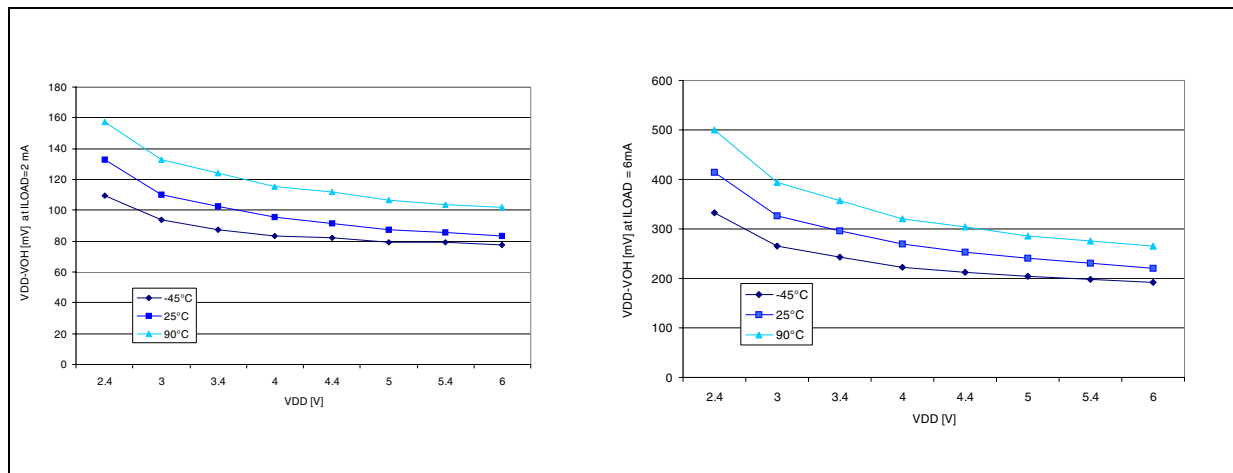 VDD-VOH [mV] at ILOAD=2 mA
180
160
140
120
100
80
60
40
20
0
-45°C
25°C
90°C
2.4 3 3.4 4 4.4 5 5.4 6
VDD [V]
VDD-VOH [mV] at ILOAD = 6mA
600
500
400
300
200
100
0
-45°C
25°C
90°C
2.4 3 3.4 4 4.4 5 5.4 6
VDD [V]